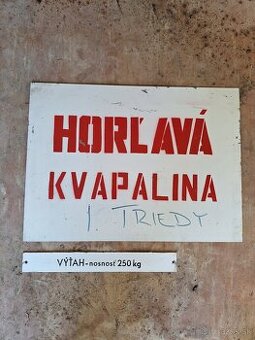 HORĽAVÁ
KVAPALINA
I. TRIEDY
VÝŤAH-nosnosť 250 kg